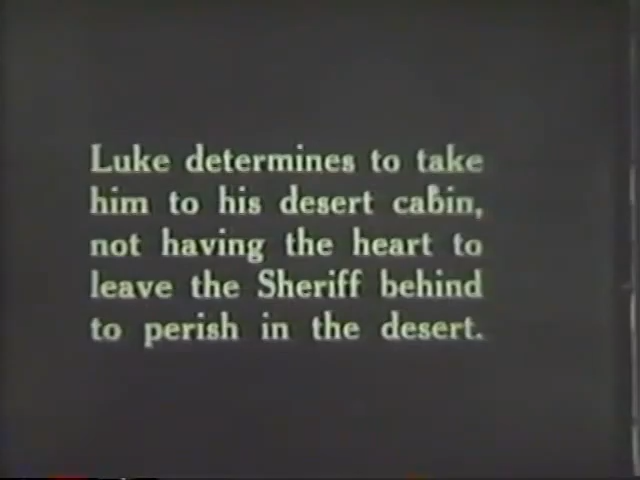 Luke determines to take
him to his desert cabin,
not having the heart to
leave the Sheriff behind
to perish in the desert.